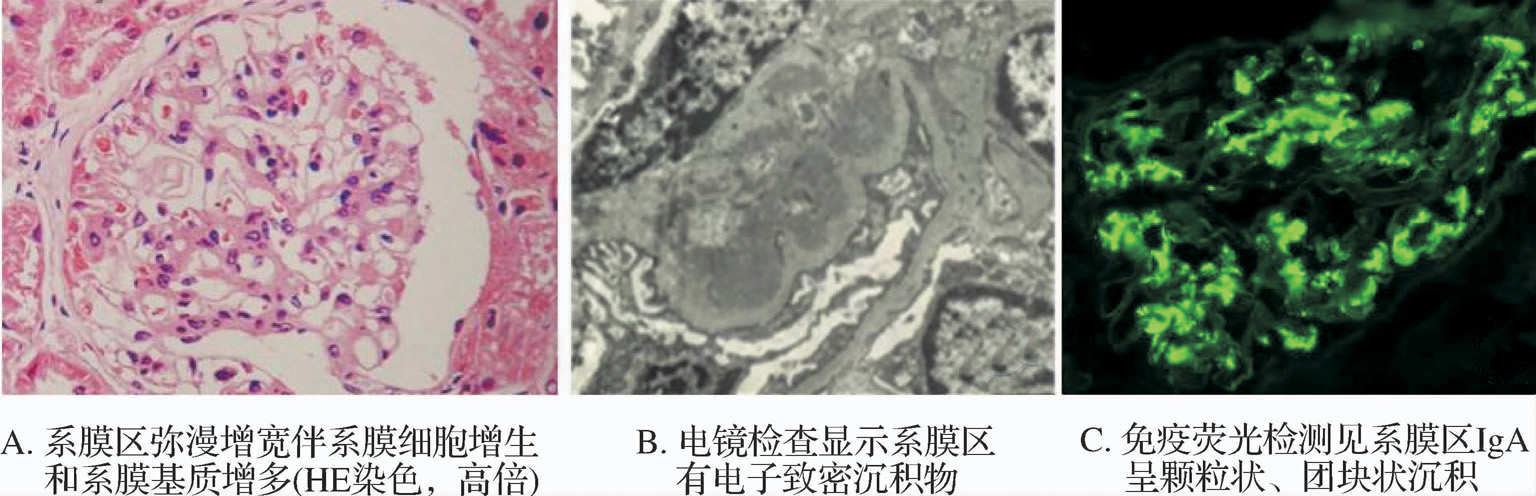 A. 系膜区弥漫增宽伴系膜细胞增生
和系膜基质增多(HE染色，高倍)
B. 电镜检查显示系膜区
有电子致密沉积物
C. 免疫荧光检测见系膜区IgA
呈颗粒状、团块状沉积